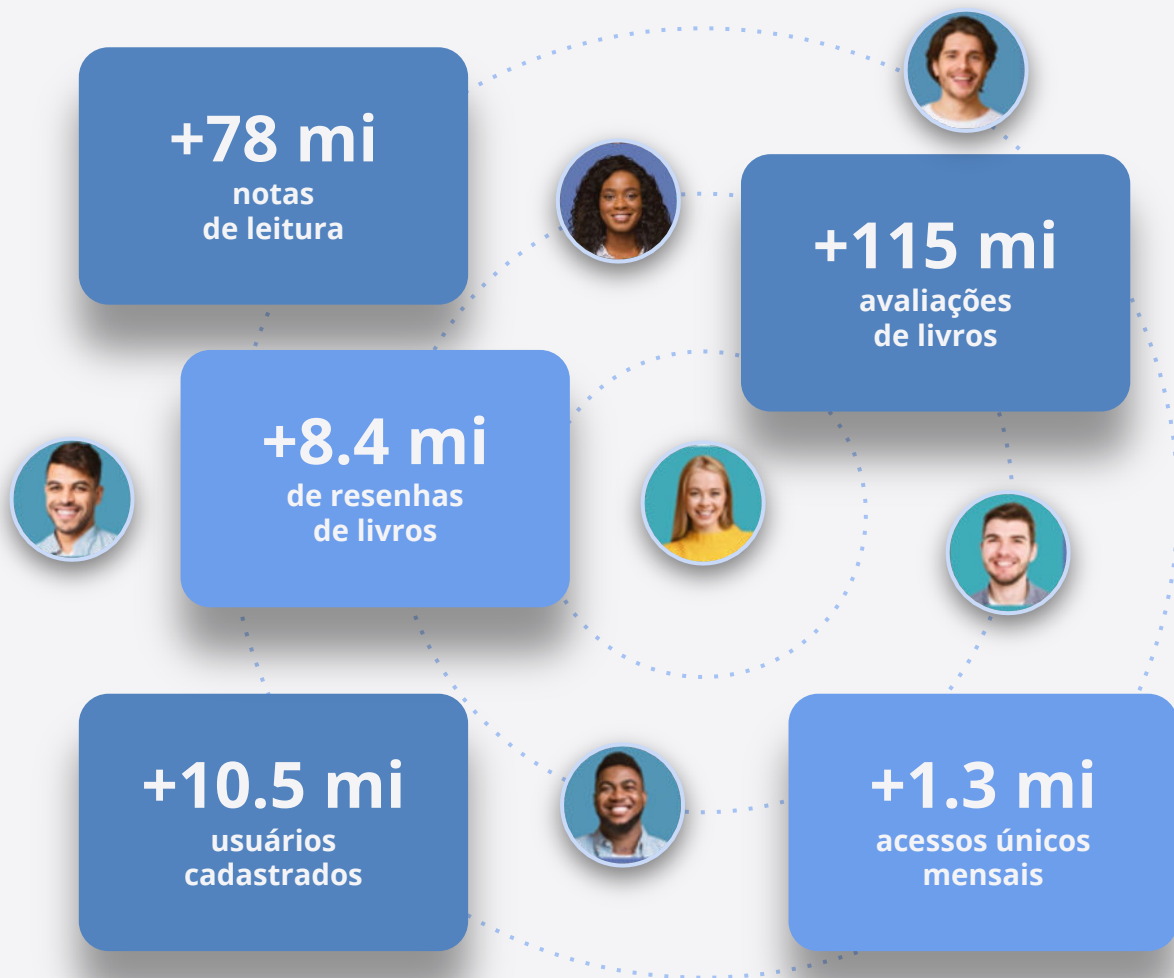 +78 mi
notas
de leitura
+115 mi
avaliações
de livros
+8.4 mi
de resenhas
de livros
+10.5 mi
usuários
cadastrados
+1.3 mi
acessos únicos
mensais